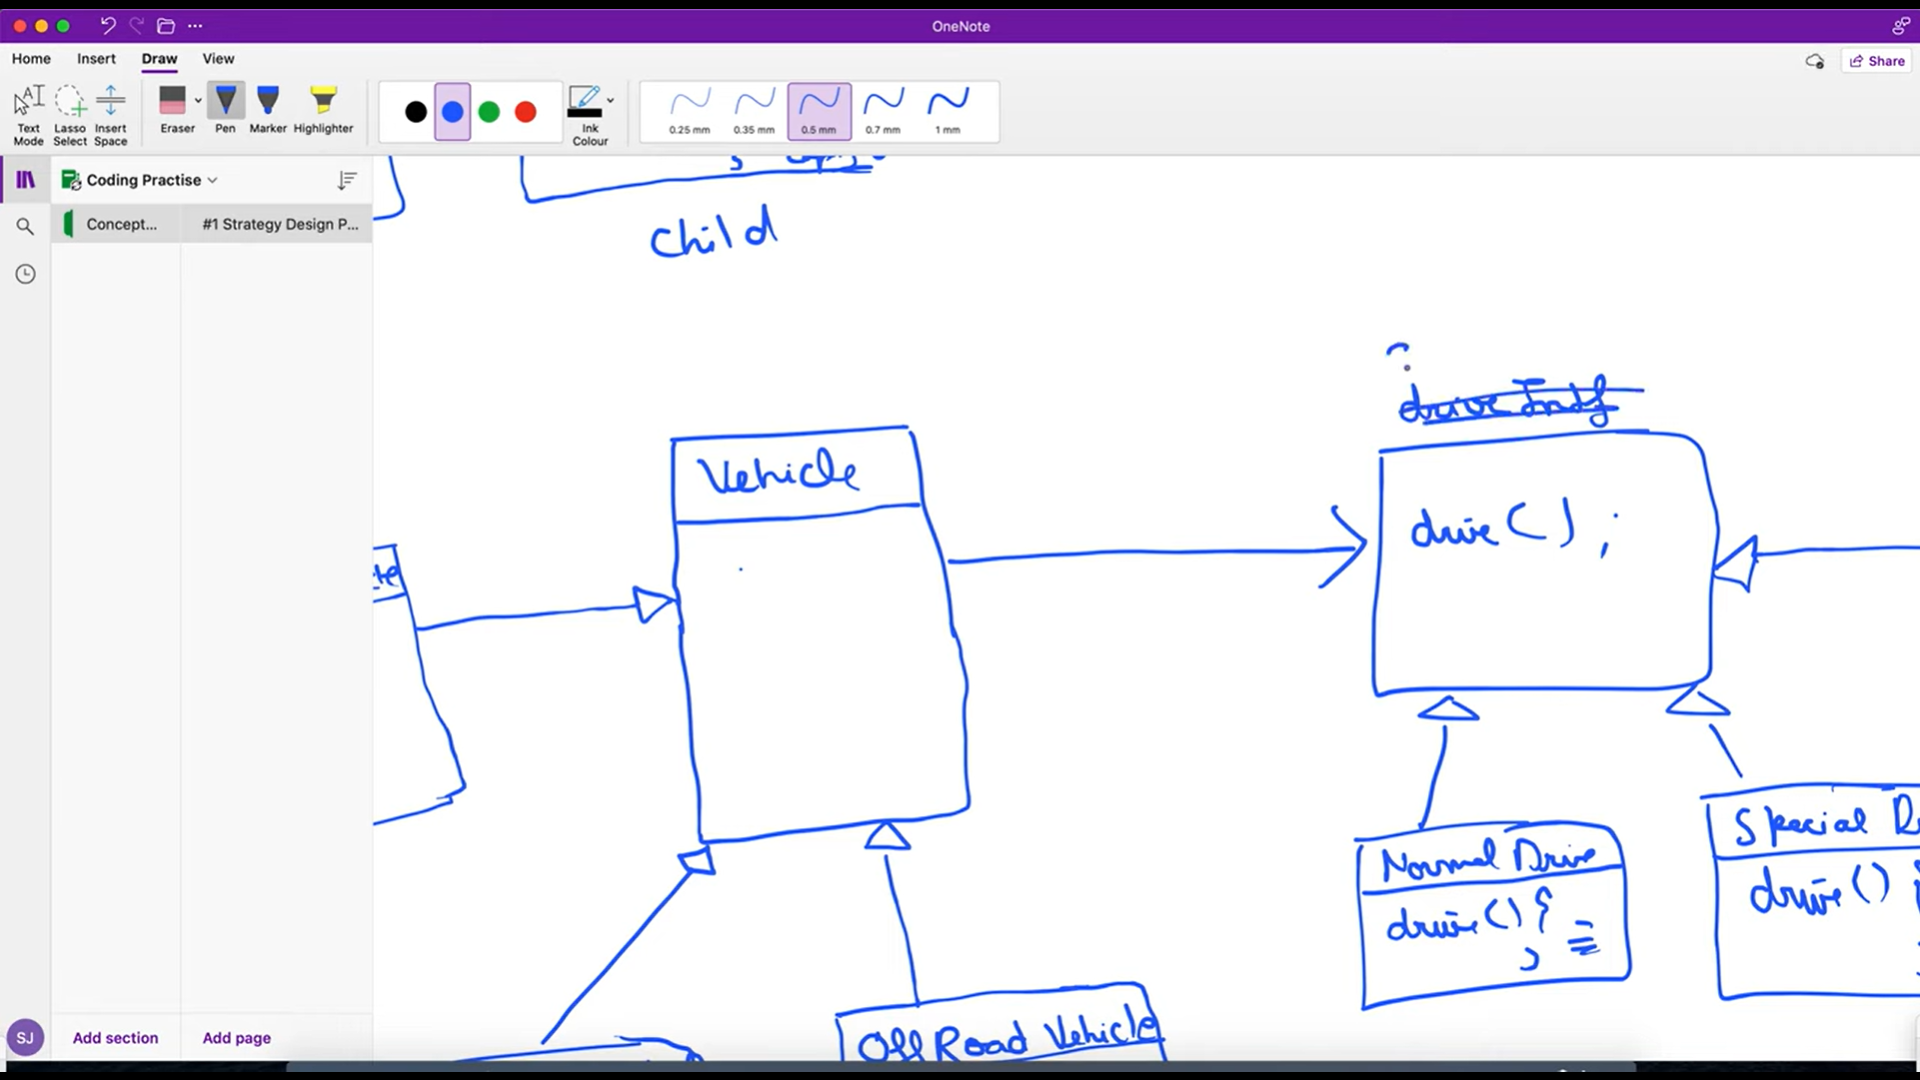 OneNote
Home Insert Draw View
Share
Text Mode
Lasso Select
Insert Space
Eraser
Pen
Marker
Highlighter
Ink Colour
0.25 mm
0.35 mm
0.5 mm
0.7 mm
1 mm
Coding Practise
Concept...
#1 Strategy Design P...
Child
drive Intf
Vehicle
drive() ;
Special
Normal Drive
drive()
drive(){
}
Off Road Vehicle
SJ
Add section
Add page